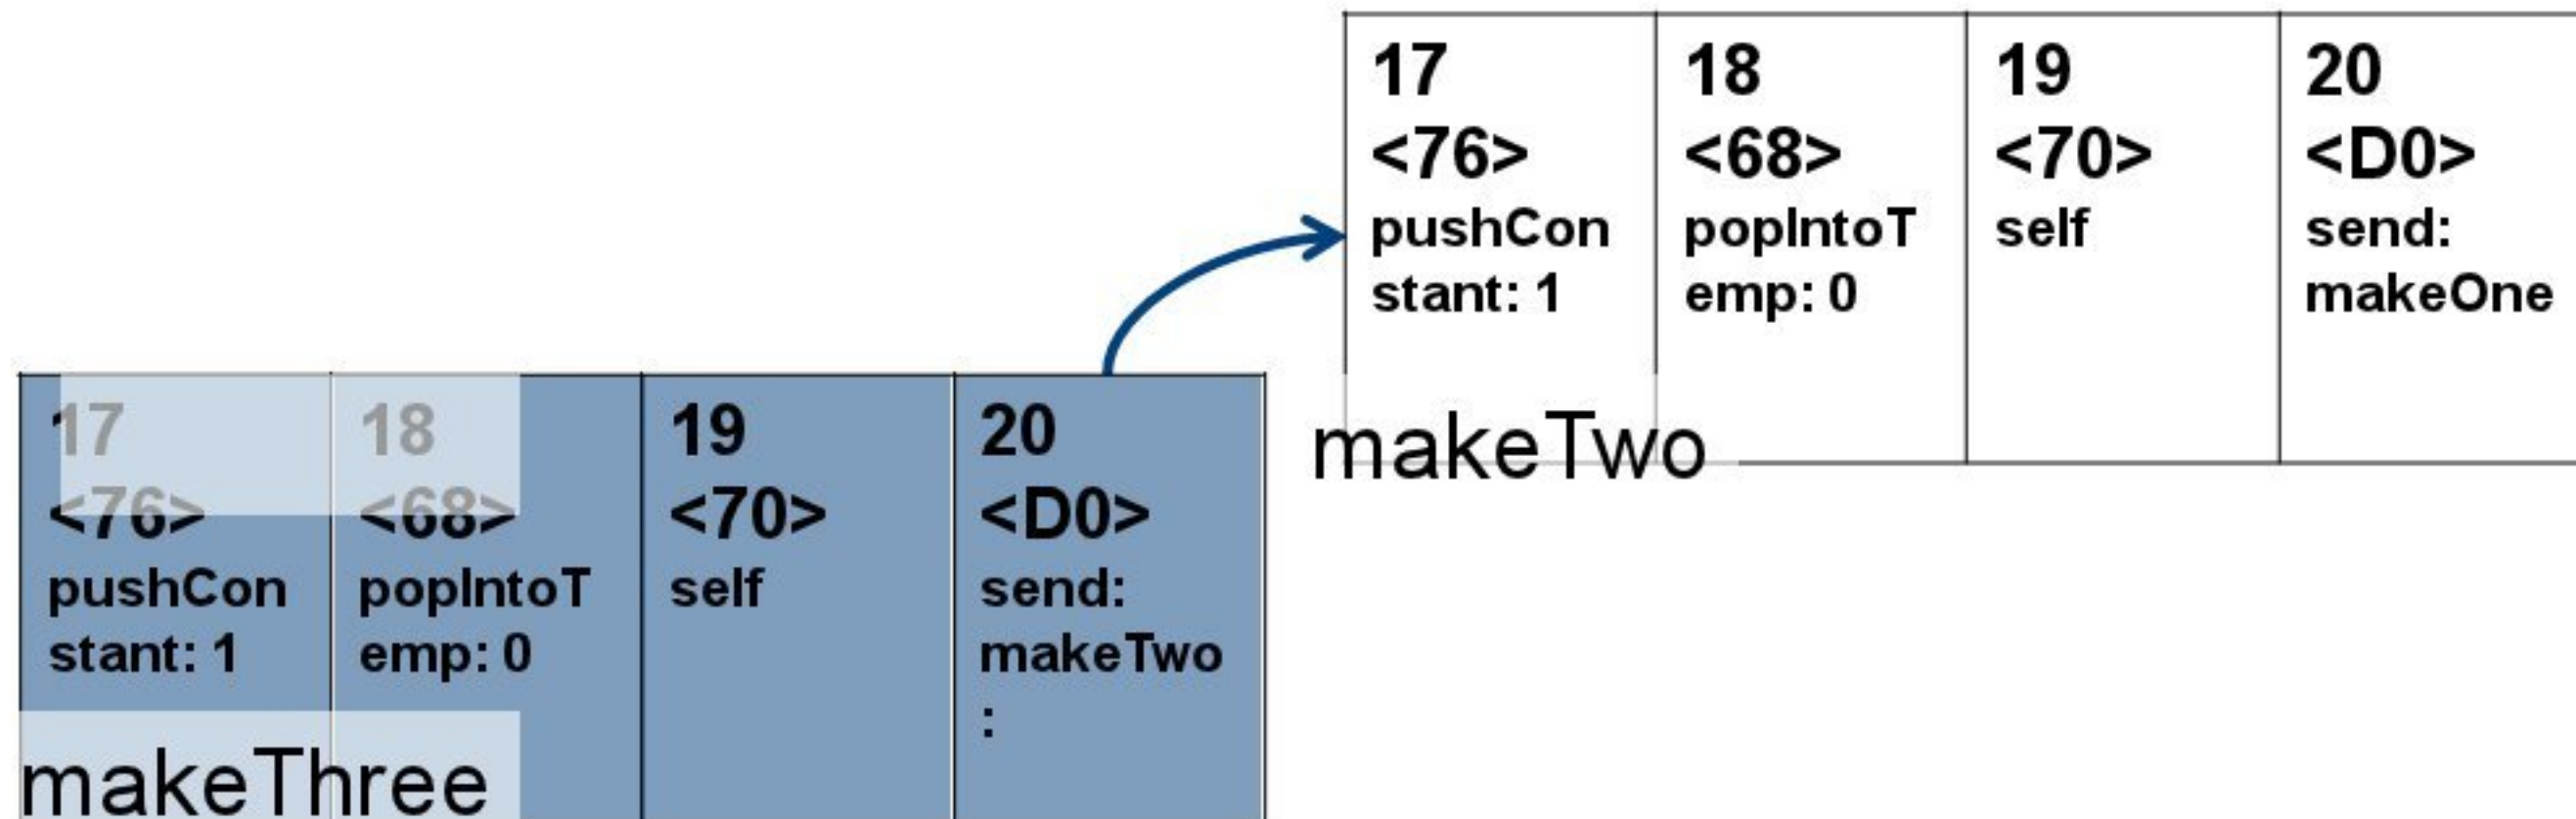 17
<76>
pushCon
stant: 1
18
<68>
popIntoT
emp: 0
19
<70>
self
20
<D0>
send:
makeOne
makeTwo
17
<76>
pushCon
stant: 1
18
<68>
popIntoT
emp: 0
19
<70>
self
20
<D0>
send:
makeTwo
:
makeThree